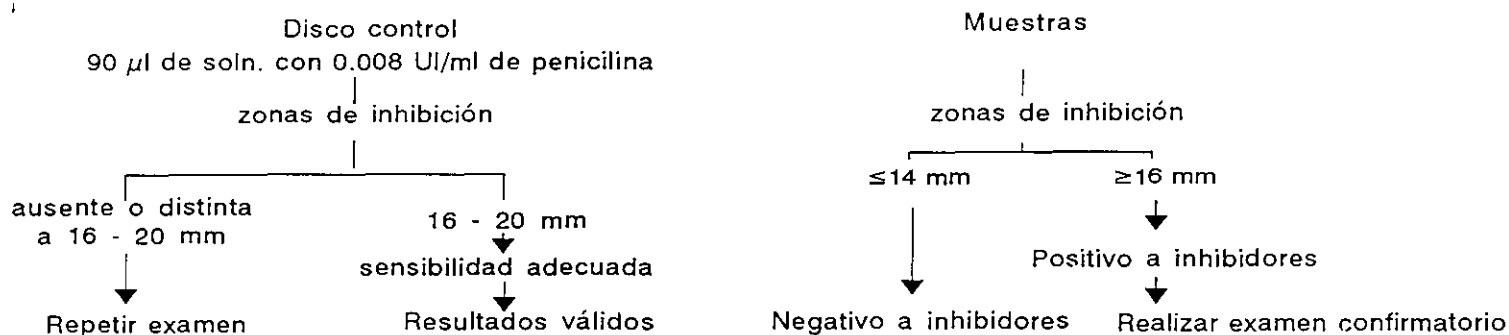 Disco control
90 µl de soln. con 0.008 UI/ml de penicilina
zonas de inhibición
ausente o distinta
a 16 - 20 mm
Repetir examen
16 - 20 mm
sensibilidad adecuada
Resultados válidos
Muestras
zonas de inhibición
≤14 mm
Negativo a inhibidores
≥16 mm
Positivo a inhibidores
Realizar examen confirmatorio